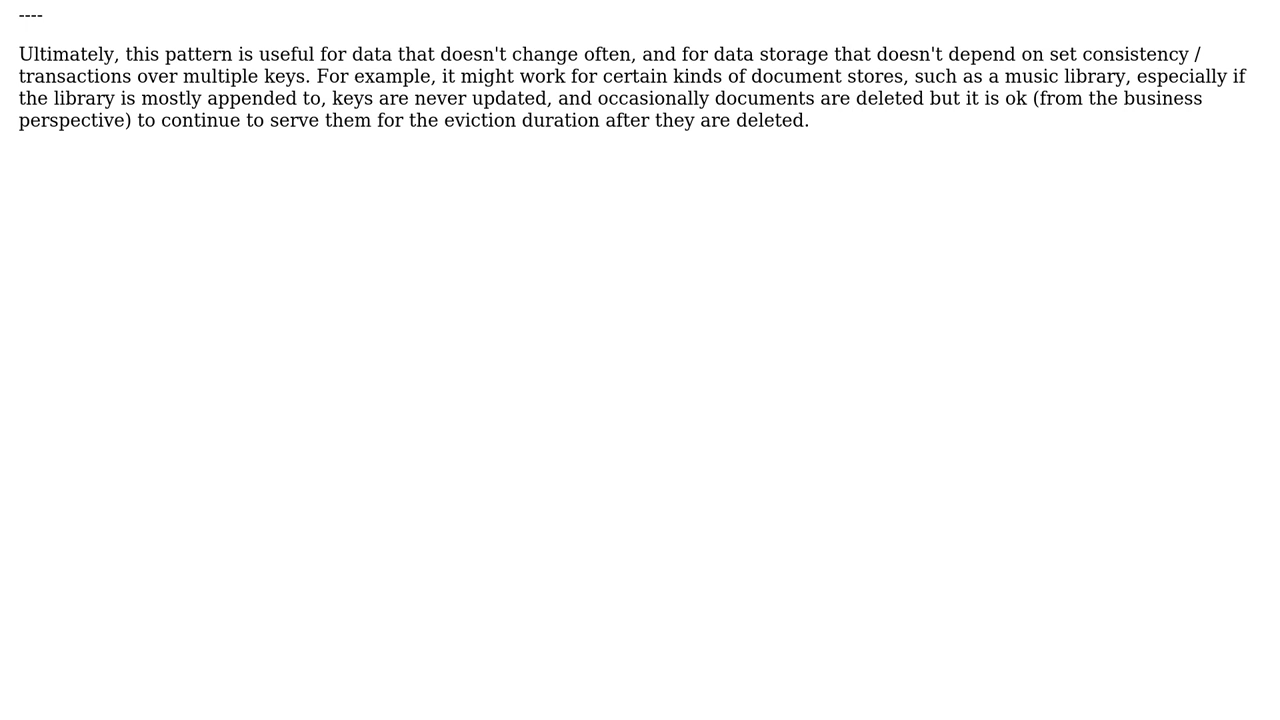 ----
Ultimately, this pattern is useful for data that doesn't change often, and for data storage that doesn't depend on set consistency /
transactions over multiple keys. For example, it might work for certain kinds of document stores, such as a music library, especially if
the library is mostly appended to, keys are never updated, and occasionally documents are deleted but it is ok (from the business
perspective) to continue to serve them for the eviction duration after they are deleted.